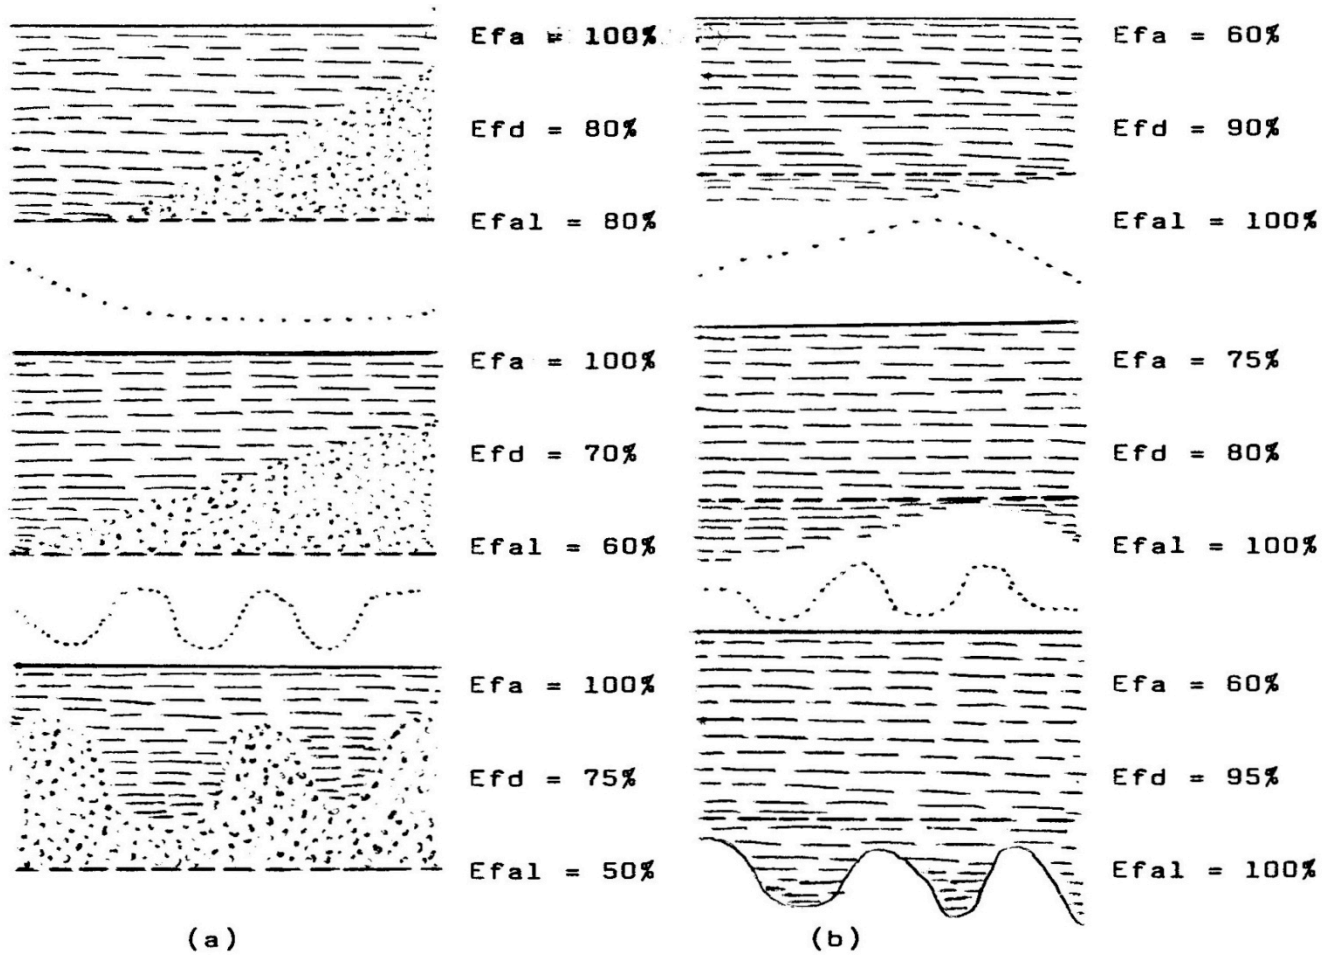 Efa = 100%
Efd = 80%
Efal = 80%
Efa = 100%
Efd = 70%
Efal = 60%
Efa = 100%
Efd = 75%
Efal = 50%
(a)
Efa = 60%
Efd = 90%
Efal = 100%
Efa = 75%
Efd = 80%
Efal = 100%
Efa = 60%
Efd = 95%
Efal = 100%
(b)